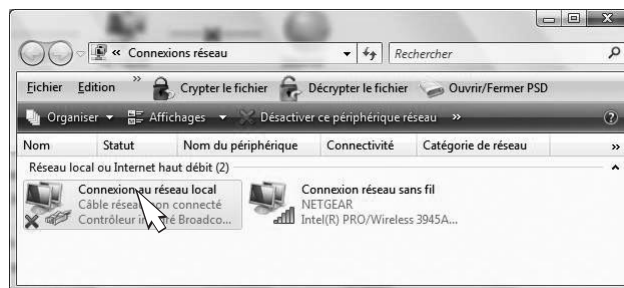 « Connexions réseau
Rechercher
Fichier Edition » Crypter le fichier Décrypter le fichier Ouvrir/Fermer PSD
Organiser Affichages Désactiver ce périphérique réseau »
Nom Statut Nom du périphérique Connectivité Catégorie de réseau »
Réseau local ou Internet haut débit (2)
Connexion au réseau local
Câble réseau non connecté
Contrôleur Broadco...
Connexion réseau sans fil
NETGEAR
Intel(R) PRO/Wireless 3945A...